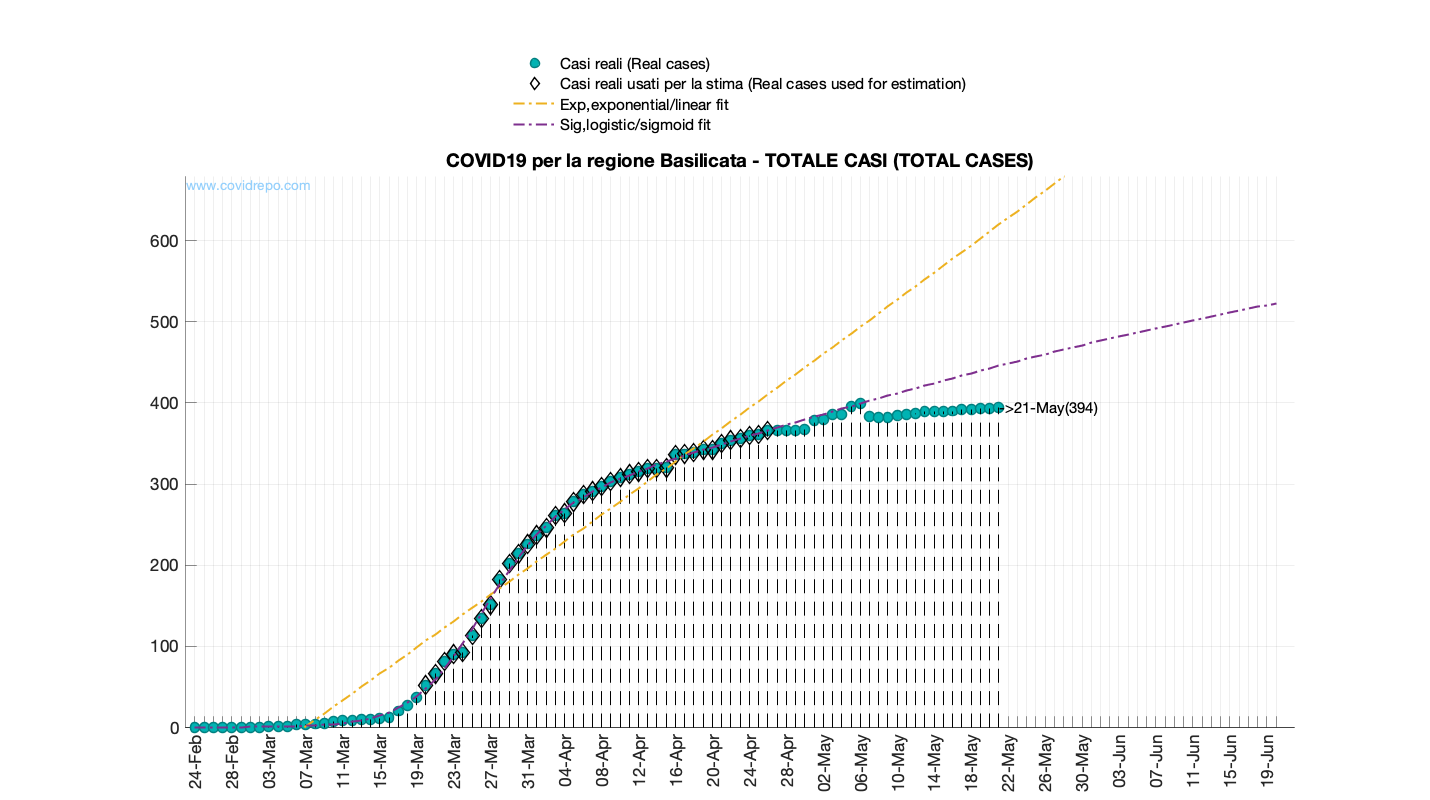 Casi reali (Real cases)
Casi reali usati per la stima (Real cases used for estimation)
Exp,exponential/linear fit
Sig,logistic/sigmoid fit
COVID19 per la regione Basilicata - TOTALE CASI (TOTAL CASES)
www.covidrepo.com
600
500
400
300
200
100
0
->21-May(394)
24-Feb
28-Feb
03-Mar
07-Mar
11-Mar
15-Mar
19-Mar
23-Mar
27-Mar
31-Mar
04-Apr
08-Apr
12-Apr
16-Apr
20-Apr
24-Apr
28-Apr
02-May
06-May
10-May
14-May
18-May
22-May
26-May
30-May
03-Jun
07-Jun
11-Jun
15-Jun
19-Jun